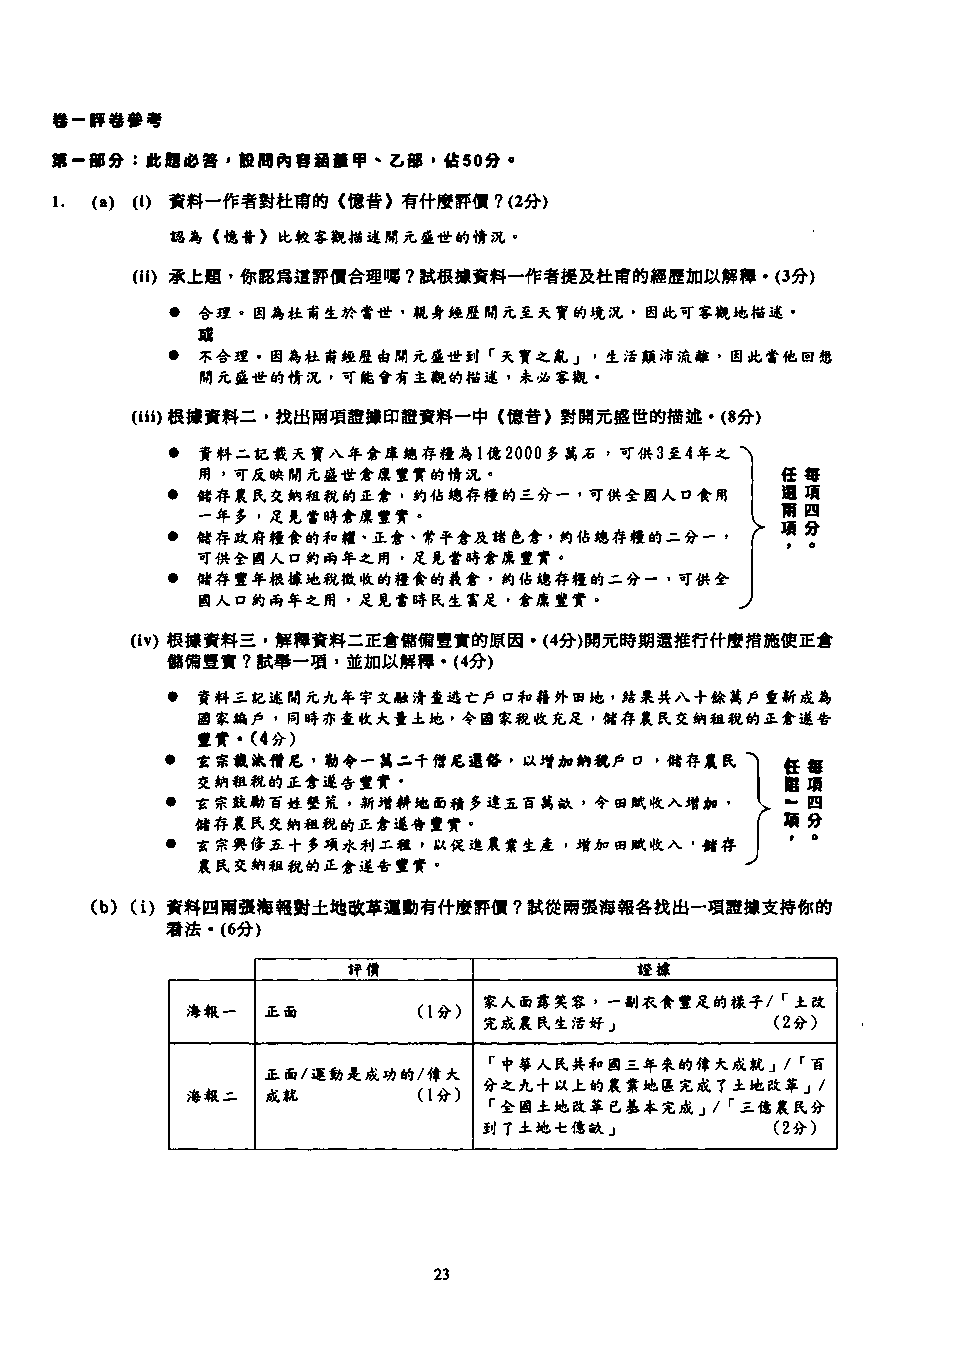 卷一評卷參考
第一部分：此題必答，設問內容涵蓋甲、乙部，佔50分。
1. (a) (i) 資料一作者對杜甫的《憶昔》有什麼評價？(2分)
認為《憶昔》比較客觀描述開元盛世的情況。
(ii) 承上題，你認爲這評價合理嗎？試根據資料一作者提及杜甫的經歷加以解釋。(3分)
● 合理。因為杜甫生於當世，親身經歷開元至天寶的境況，因此可客觀地描述。
或
● 不合理。因為杜甫經歷由開元盛世到「天寶之亂」，生活顛沛流離，因此當他回想
開元盛世的情況，可能會有主觀的描述，未必客觀。
(iii) 根據資料二，找出兩項證據印證資料一中《憶昔》對開元盛世的描述。(8分)
● 資料二記載天寶八年倉庫總存糧為1億2000多萬石，可供3至4年之
用，可反映開元盛世倉廩豐實的情況。
● 儲存農民交納租稅的正倉，約佔總存糧的三分一，可供全國人口食用
一年多，足見當時倉廩豐實。
● 儲存政府糧食的和糴、正倉、常平倉及諸色倉，約佔總存糧的二分一，
可供全國人口約兩年之用，足見當時倉廩豐實。
● 儲存豐年根據地稅徵收的糧食的義倉，約佔總存糧的二分一，可供全
國人口約兩年之用，足見當時民生富足，倉廩豐實。
每項四分。
任選兩項，
(iv) 根據資料三，解釋資料二正倉儲備豐實的原因。(4分)開元時期還推行什麼措施使正倉
儲備豐實？試舉一項，並加以解釋。(4分)
● 資料三記述開元九年宇文融清查逃亡戶口和籍外田地，結果共八十餘萬戶重新成為
國家編戶，同時亦查收大量土地，令國家稅收充足，儲存農民交納租稅的正倉遂告
豐實。(4分)
● 玄宗裁汰僧尼，勒令一萬二千僧尼還俗，以增加納稅戶口，儲存農民
交納租稅的正倉遂告豐實。
● 玄宗鼓勵百姓墾荒，新增耕地面積多達五百萬畝，令田賦收入增加，
儲存農民交納租稅的正倉遂告豐實。
● 玄宗興修五十多項水利工程，以促進農業生產，增加田賦收入，儲存
農民交納租稅的正倉遂告豐實。
每項四分。
任題一項，
(b) (i) 資料四兩張海報對土地改革運動有什麼評價？試從兩張海報各找出一項證據支持你的
看法。(6分)
評價 證據
海報一 正面 (1分) 家人面露笑容，一副衣食豐足的樣子/「土改
完成農民生活好」 (2分)
海報二 正面/運動是成功的/偉大
成就 (1分)
「中華人民共和國三年來的偉大成就」/「百
分之九十以上的農業地區完成了土地改革」/
「全國土地改革已基本完成」/「三億農民分
到了土地七億畝」 (2分)
23